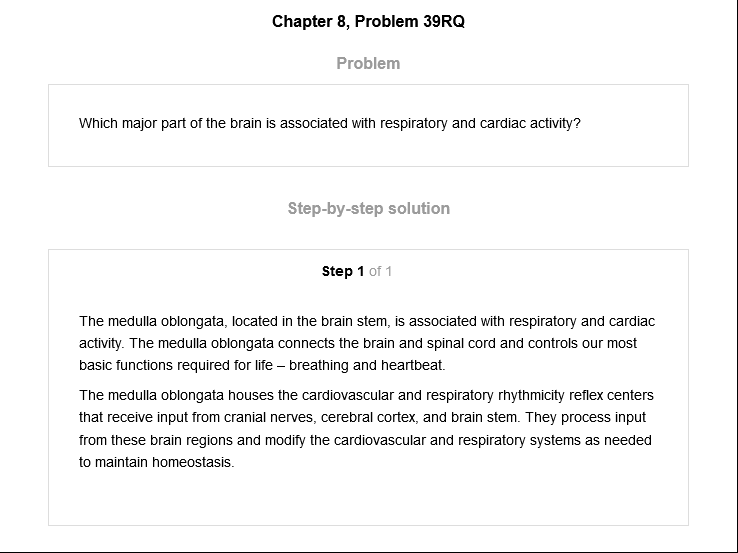 Chapter 8, Problem 39RQ
Problem
Which major part of the brain is associated with respiratory and cardiac activity?
Step-by-step solution
Step 1 of 1
The medulla oblongata, located in the brain stem, is associated with respiratory and cardiac
activity. The medulla oblongata connects the brain and spinal cord and controls our most
basic functions required for life – breathing and heartbeat.
The medulla oblongata houses the cardiovascular and respiratory rhythmicity reflex centers
that receive input from cranial nerves, cerebral cortex, and brain stem. They process input
from these brain regions and modify the cardiovascular and respiratory systems as needed
to maintain homeostasis.